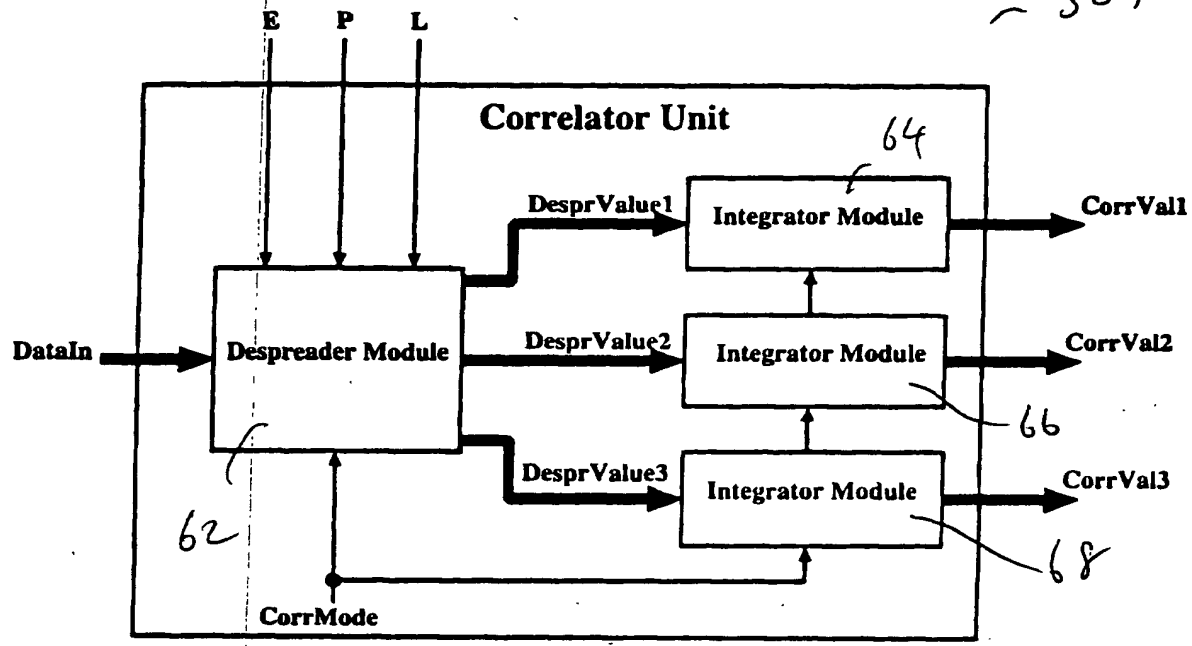 E P L
Correlator Unit
64
DesprValue1
Integrator Module
CorrVal1
DataIn
Despreader Module
DesprValue2
Integrator Module
CorrVal2
66
DesprValue3
Integrator Module
CorrVal3
62
68
CorrMode